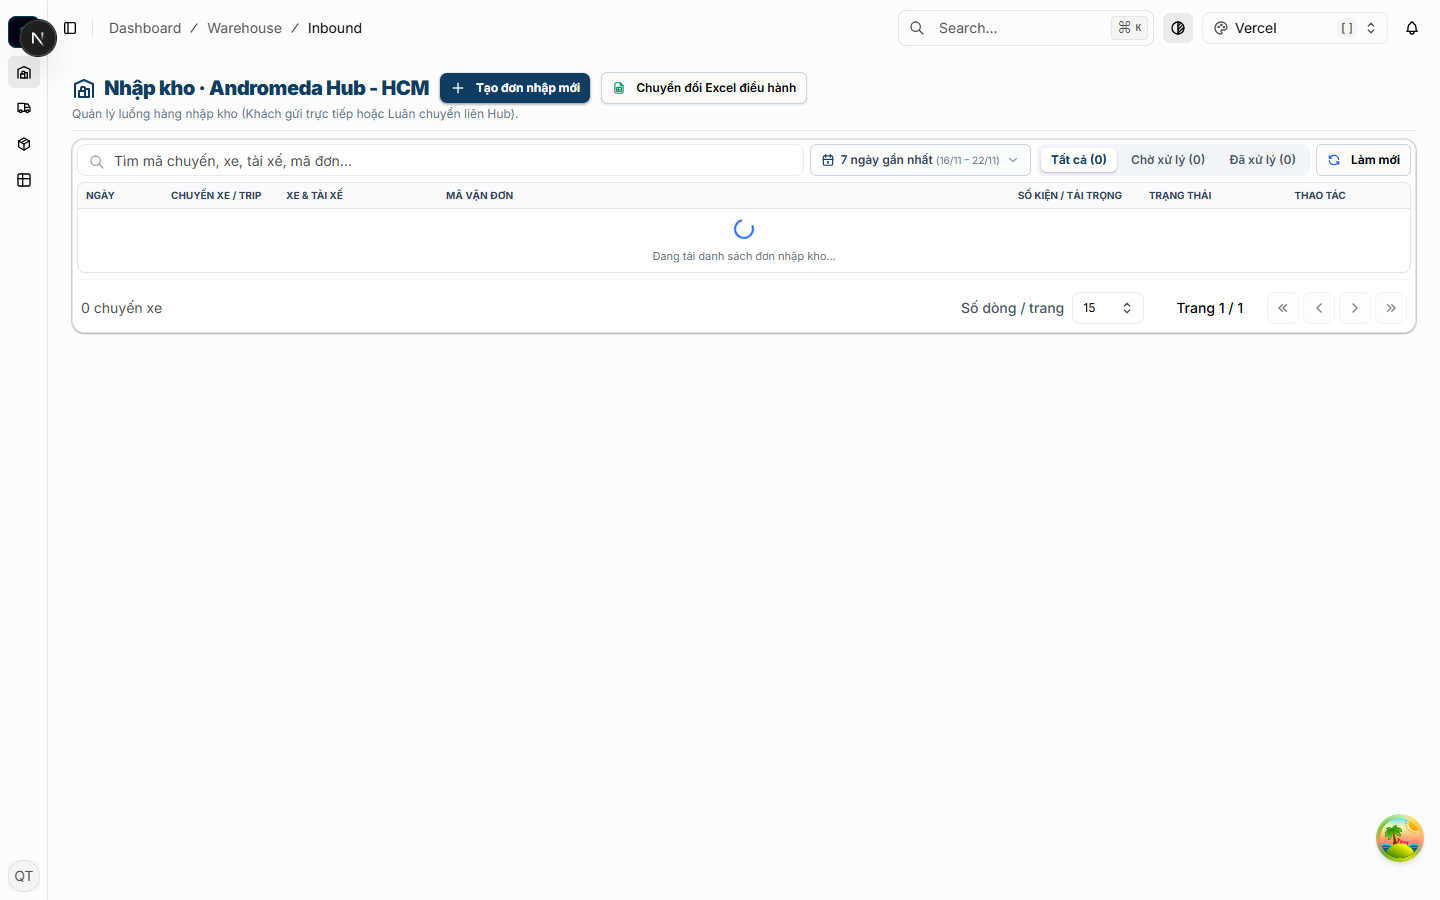 N
Dashboard / Warehouse / Inbound
Search...
⌘ K
Vercel
[ ]
Nhập kho · Andromeda Hub - HCM
Tạo đơn nhập mới
Chuyển đổi Excel điều hành
Quản lý luồng hàng nhập kho (Khách gửi trực tiếp hoặc Luân chuyển liên Hub).
Tìm mã chuyến, xe, tài xế, mã đơn...
7 ngày gần nhất (16/11 – 22/11)
Tất cả (0)
Chờ xử lý (0)
Đã xử lý (0)
Làm mới
NGÀY
CHUYẾN XE / TRIP
XE & TÀI XẾ
MÃ VẬN ĐƠN
SỐ KIỆN / TẢI TRỌNG
TRẠNG THÁI
THAO TÁC
Đang tải danh sách đơn nhập kho...
0 chuyến xe
Số dòng / trang
15
Trang 1 / 1
QT